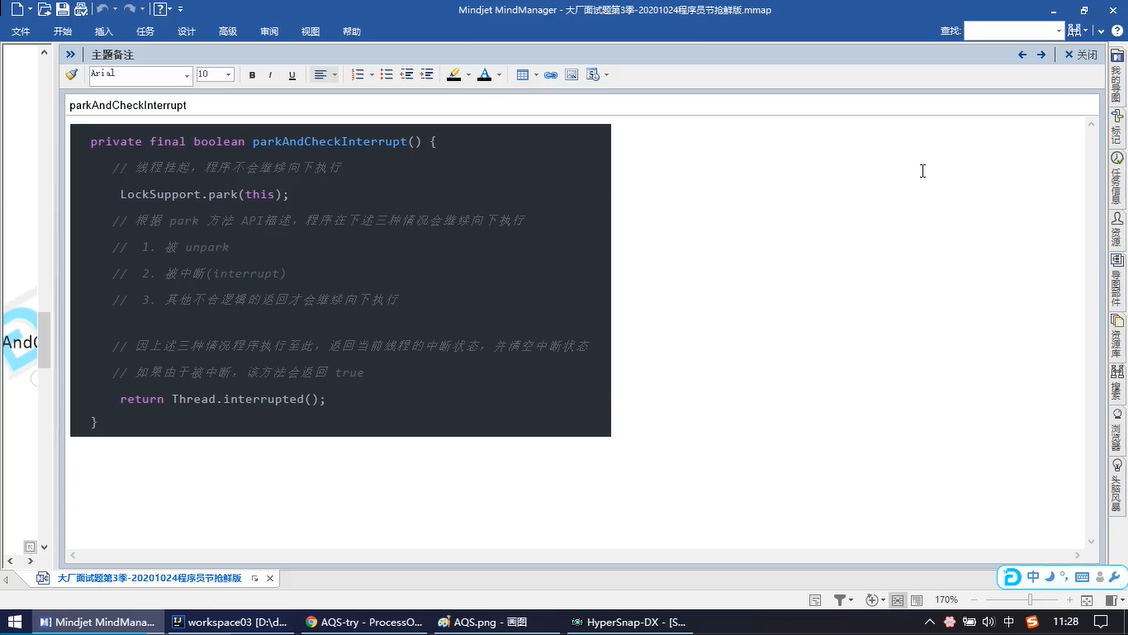 Mindjet MindManager - 大厂面试题第3季-20201024程序员节抢鲜版.mmap
文件 开始 插入 任务 设计 高级 审阅 视图 帮助 查找:
主题备注 关闭
Arial 10 B I U
parkAndCheckInterrupt
private final boolean parkAndCheckInterrupt() {
// 线程挂起，程序不会继续向下执行
LockSupport.park(this);
// 根据 park 方法 API描述，程序在下述三种情况会继续向下执行
// 1. 被 unpark
// 2. 被中断(interrupt)
// 3. 其他不合逻辑的返回才会继续向下执行
// 因上述三种情况程序执行至此，返回当前线程的中断状态，并清空中断状态
// 如果由于被中断，该方法会返回 true
return Thread.interrupted();
}
And
我的导图
标记
任务信息
资源
导图部件
资源库
搜索
浏览器
头脑风暴
大厂面试题第3季-20201024程序员节抢鲜版
中
170%
Mindjet MindMana... workspace03 [D:\d... AQS-try - ProcessO... AQS.png - 画图 HyperSnap-DX - [S... 中 11:28